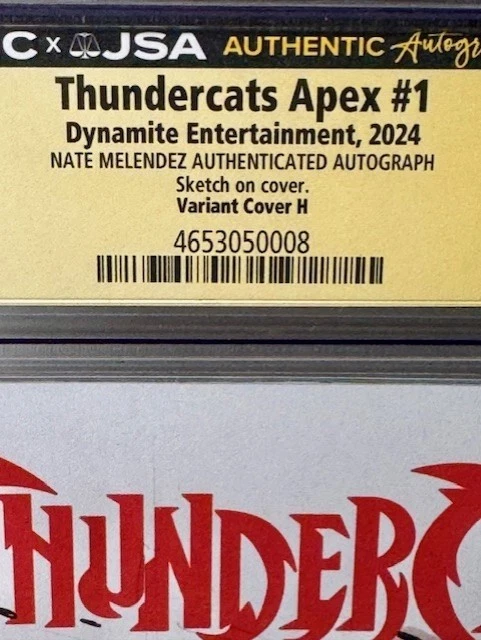 C x JSA AUTHENTIC Autogr
Thundercats Apex #1
Dynamite Entertainment, 2024
NATE MELENDEZ AUTHENTICATED AUTOGRAPH
Sketch on cover.
Variant Cover H
4653050008
THUNDERC